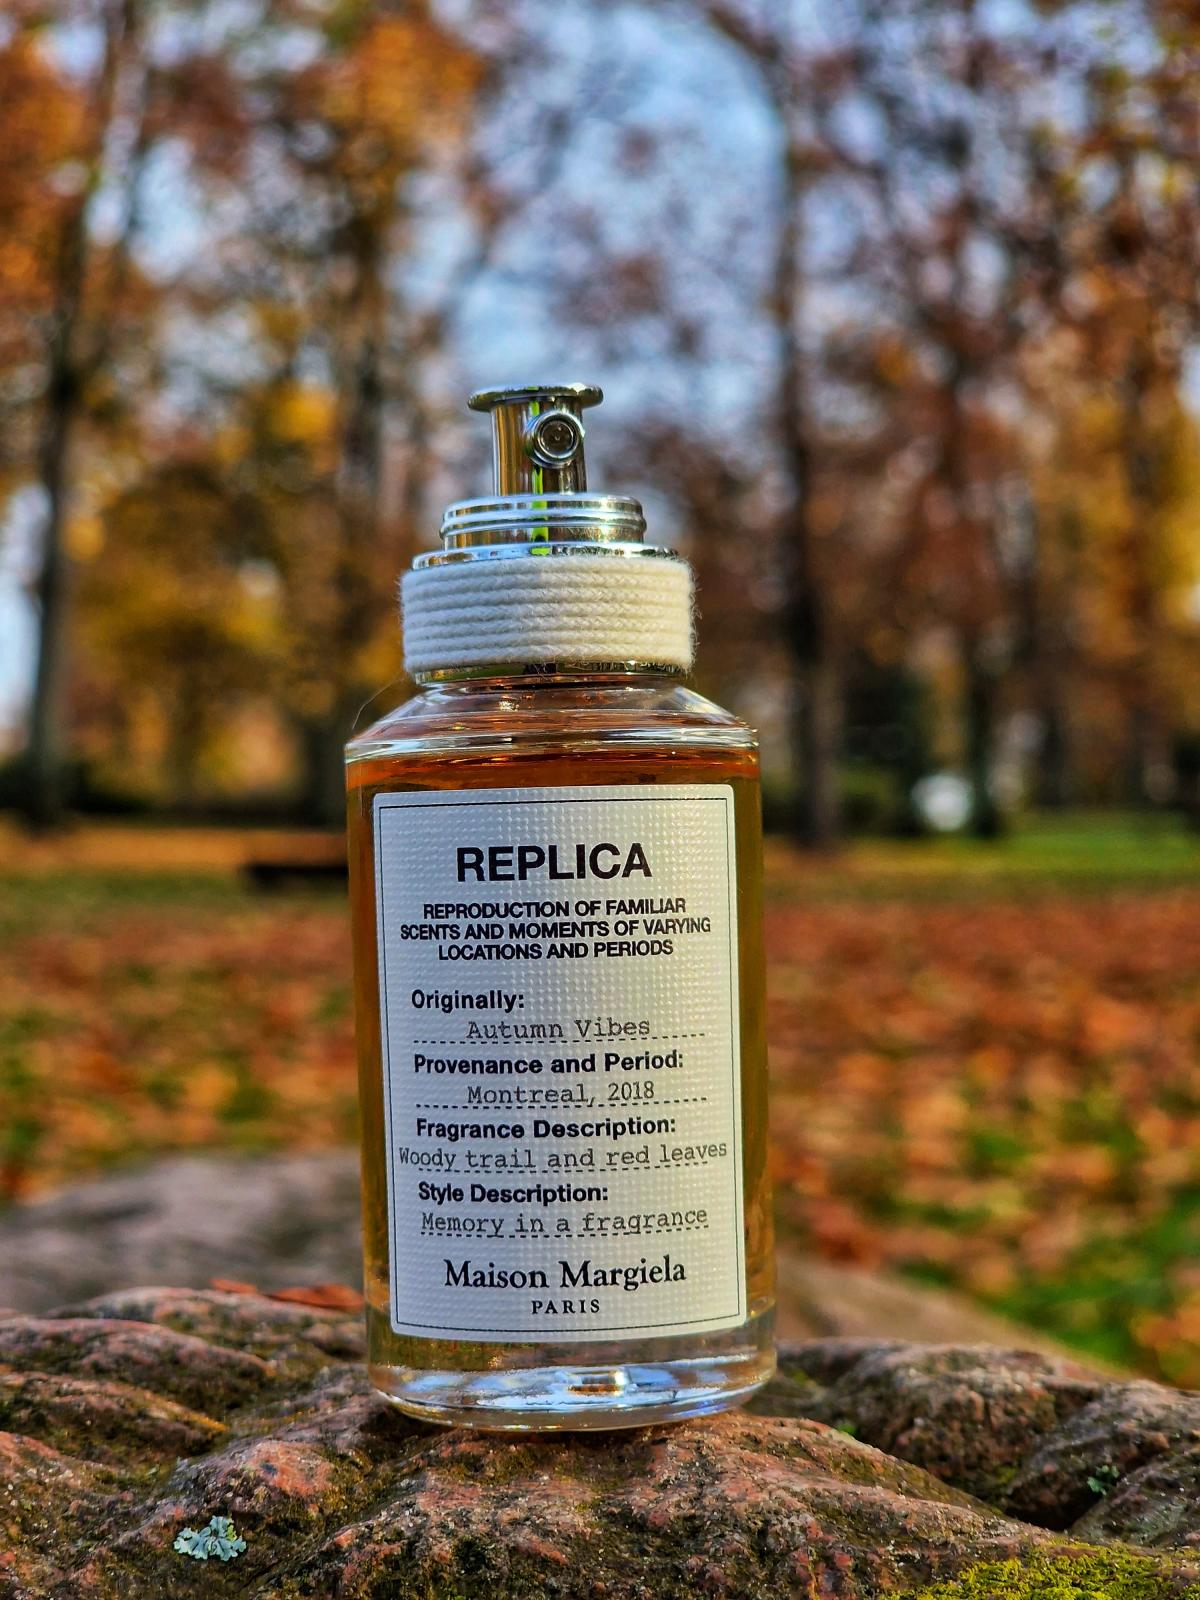 REPLICA
REPRODUCTION OF FAMILIAR
SCENTS AND MOMENTS OF VARYING
LOCATIONS AND PERIODS
Originally:
Autumn Vibes
Provenance and Period:
Montreal, 2018
Fragrance Description:
Woody trail and red leaves
Style Description:
Memory in a fragrance
Maison Margiela
PARIS